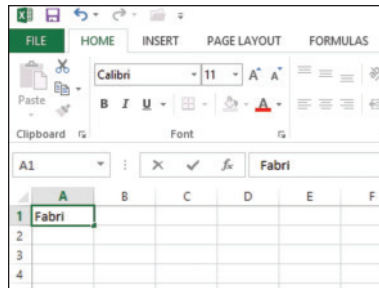 FILE HOME INSERT PAGE LAYOUT FORMULAS
Calibri 11 A A
Paste B I U A
Clipboard Font
A1 fx Fabri
A B C D E F
1 Fabri
2
3
4